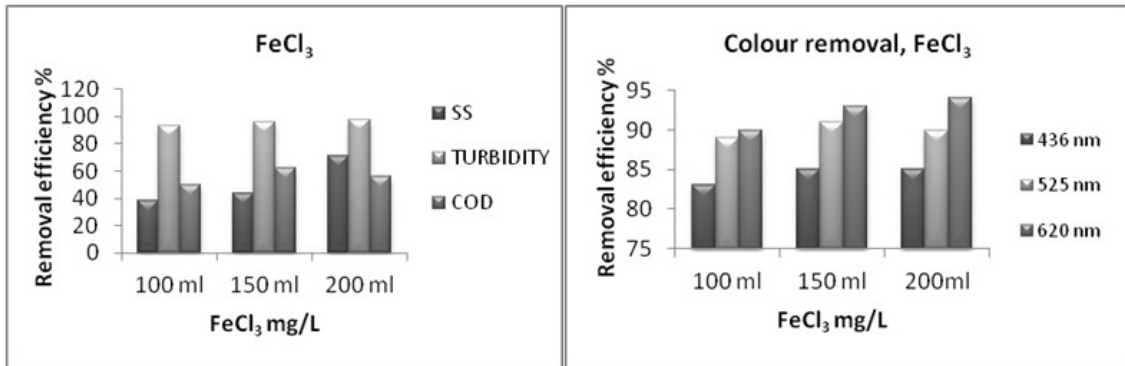 FeCl₃
Removal efficiency %
120
100
80
60
40
20
0
100 ml 150 ml 200 ml
FeCl₃ mg/L
SS
TURBIDITY
COD
Colour removal, FeCl₃
Removal efficiency %
95
90
85
80
75
100 ml 150 ml 200ml
FeCl₃ mg/L
436 nm
525 nm
620 nm